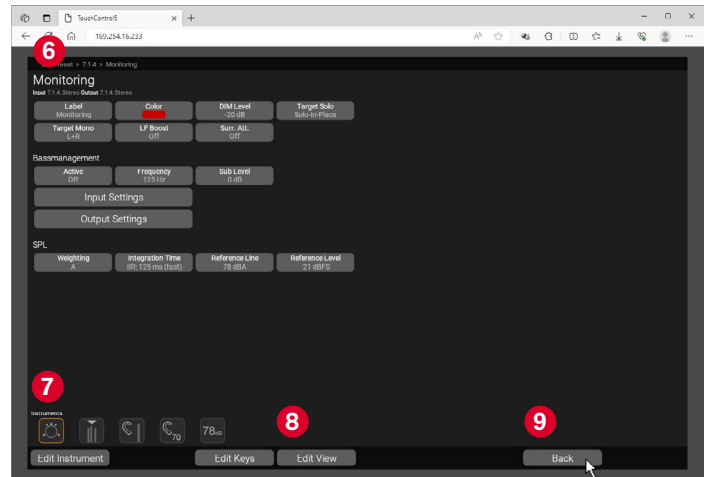 TouchControl5
169.254.16.233
6
Preset > 7.1.4 > Monitoring
Monitoring
Input 7.1.4, Stereo Output 7.1.4, Stereo
Label Color DIM Level Target Solo
Monitoring -20 dB Solo-in-Place
Target Mono LF Boost Surr. Att.
L+R Off Off
Bassmanagement
Active Frequency Sub Level
Off 125 Hz 0 dB
Input Settings
Output Settings
SPL
Weighting Integration Time Reference Line Reference Level
A IIR: 125 ms (fast) 78 dBA 21 dBFS
7
Instruments
8
9
70 78dB
Edit Instrument Edit Keys Edit View Back